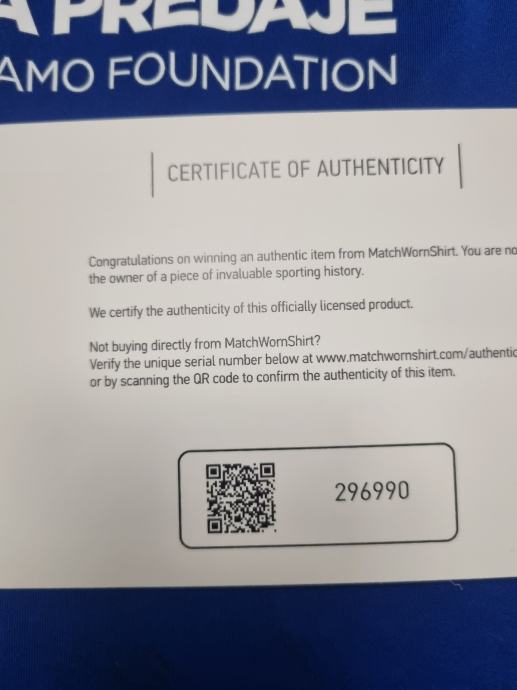 A PREDAJE
AMO FOUNDATION
CERTIFICATE OF AUTHENTICITY
Congratulations on winning an authentic item from MatchWornShirt. You are no
the owner of a piece of invaluable sporting history.
We certify the authenticity of this officially licensed product.
Not buying directly from MatchWornShirt?
Verify the unique serial number below at www.matchwornshirt.com/authentic
or by scanning the QR code to confirm the authenticity of this item.
296990